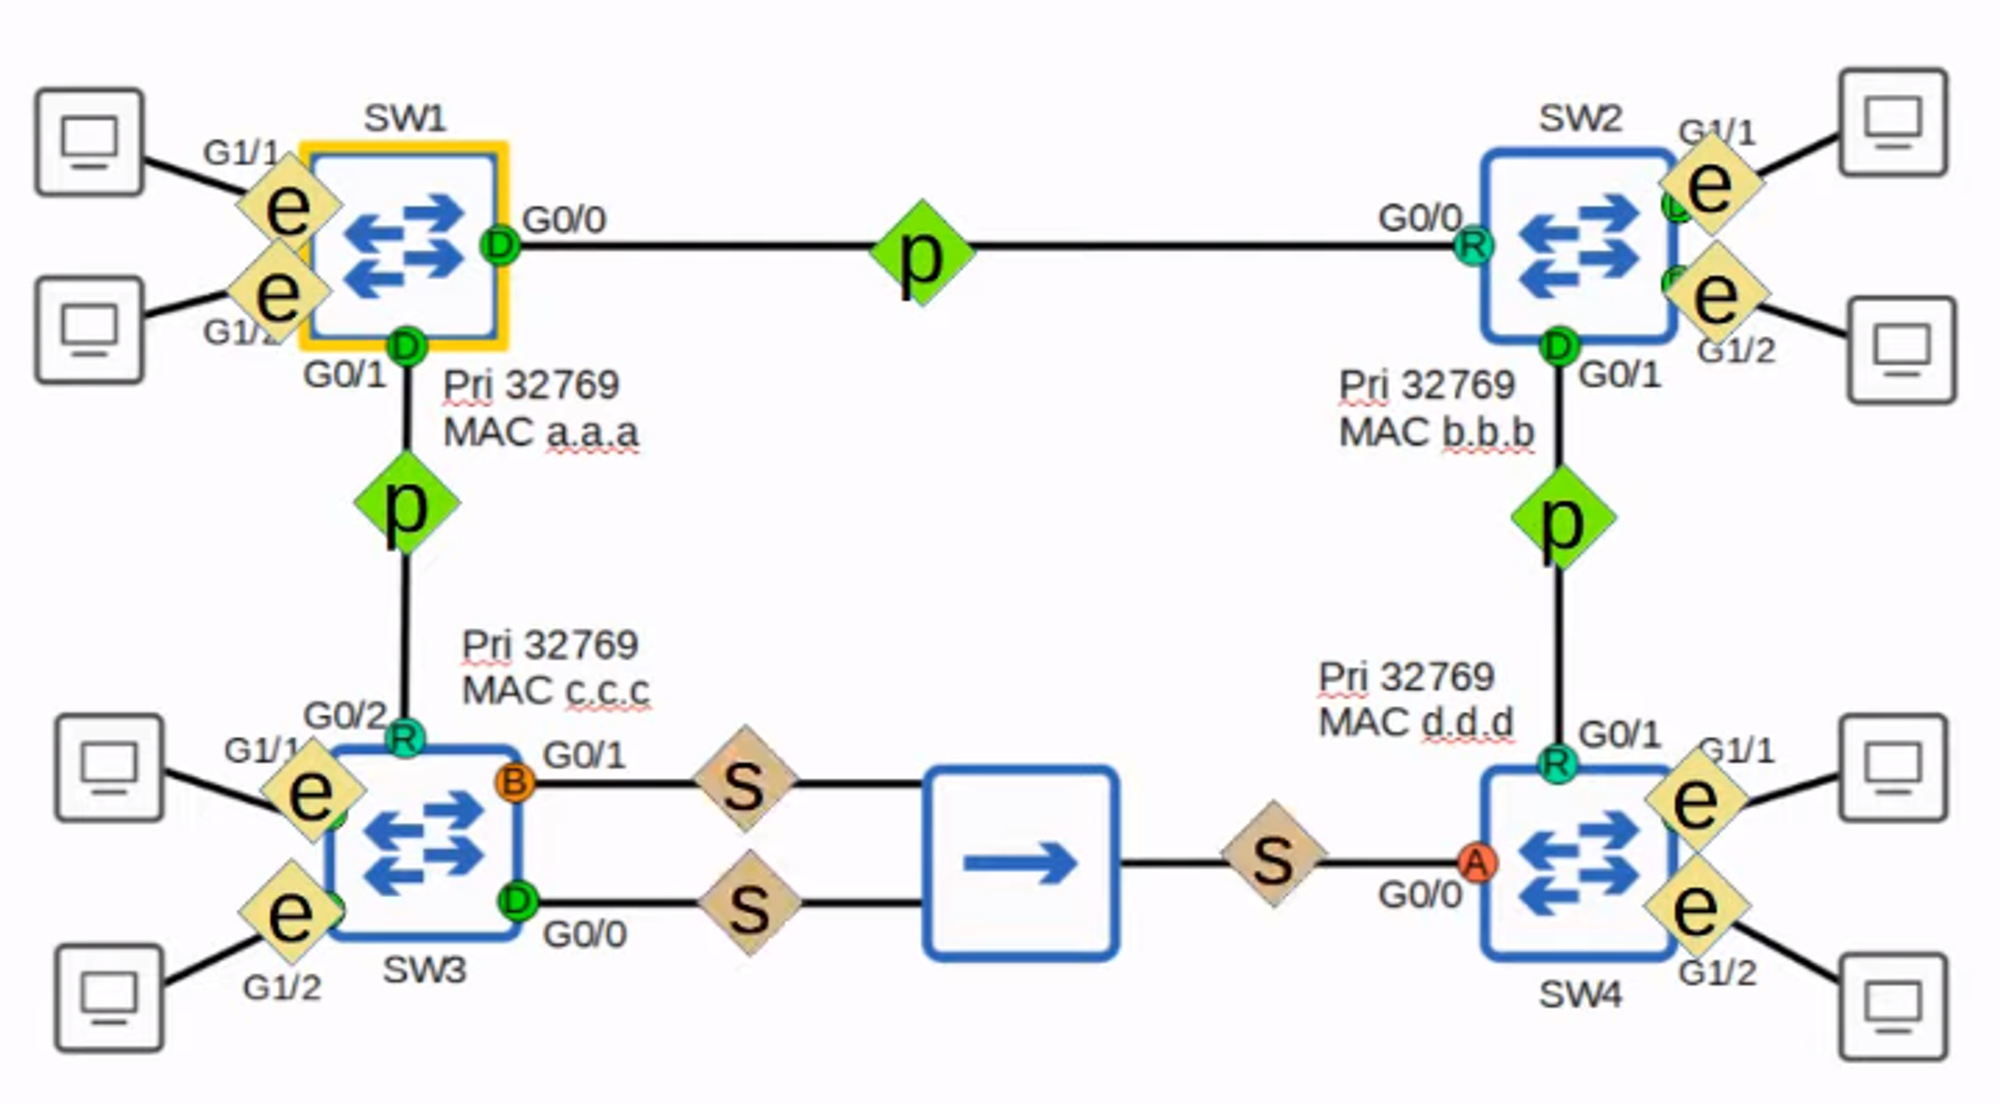 SW1
SW2
G1/1
G1/1
e
e
G0/0
G0/0
D
p
R
D
e
e
G1/2
G1/2
D
D
G0/1
G0/1
Pri 32769
MAC a.a.a
Pri 32769
MAC b.b.b
p
p
Pri 32769
MAC c.c.c
Pri 32769
MAC d.d.d
G0/2
R
G0/1
R
G1/1
G1/1
e
B
G0/1
s
e
s
A
G0/0
e
D
s
e
G0/0
G1/2
G1/2
SW3
SW4